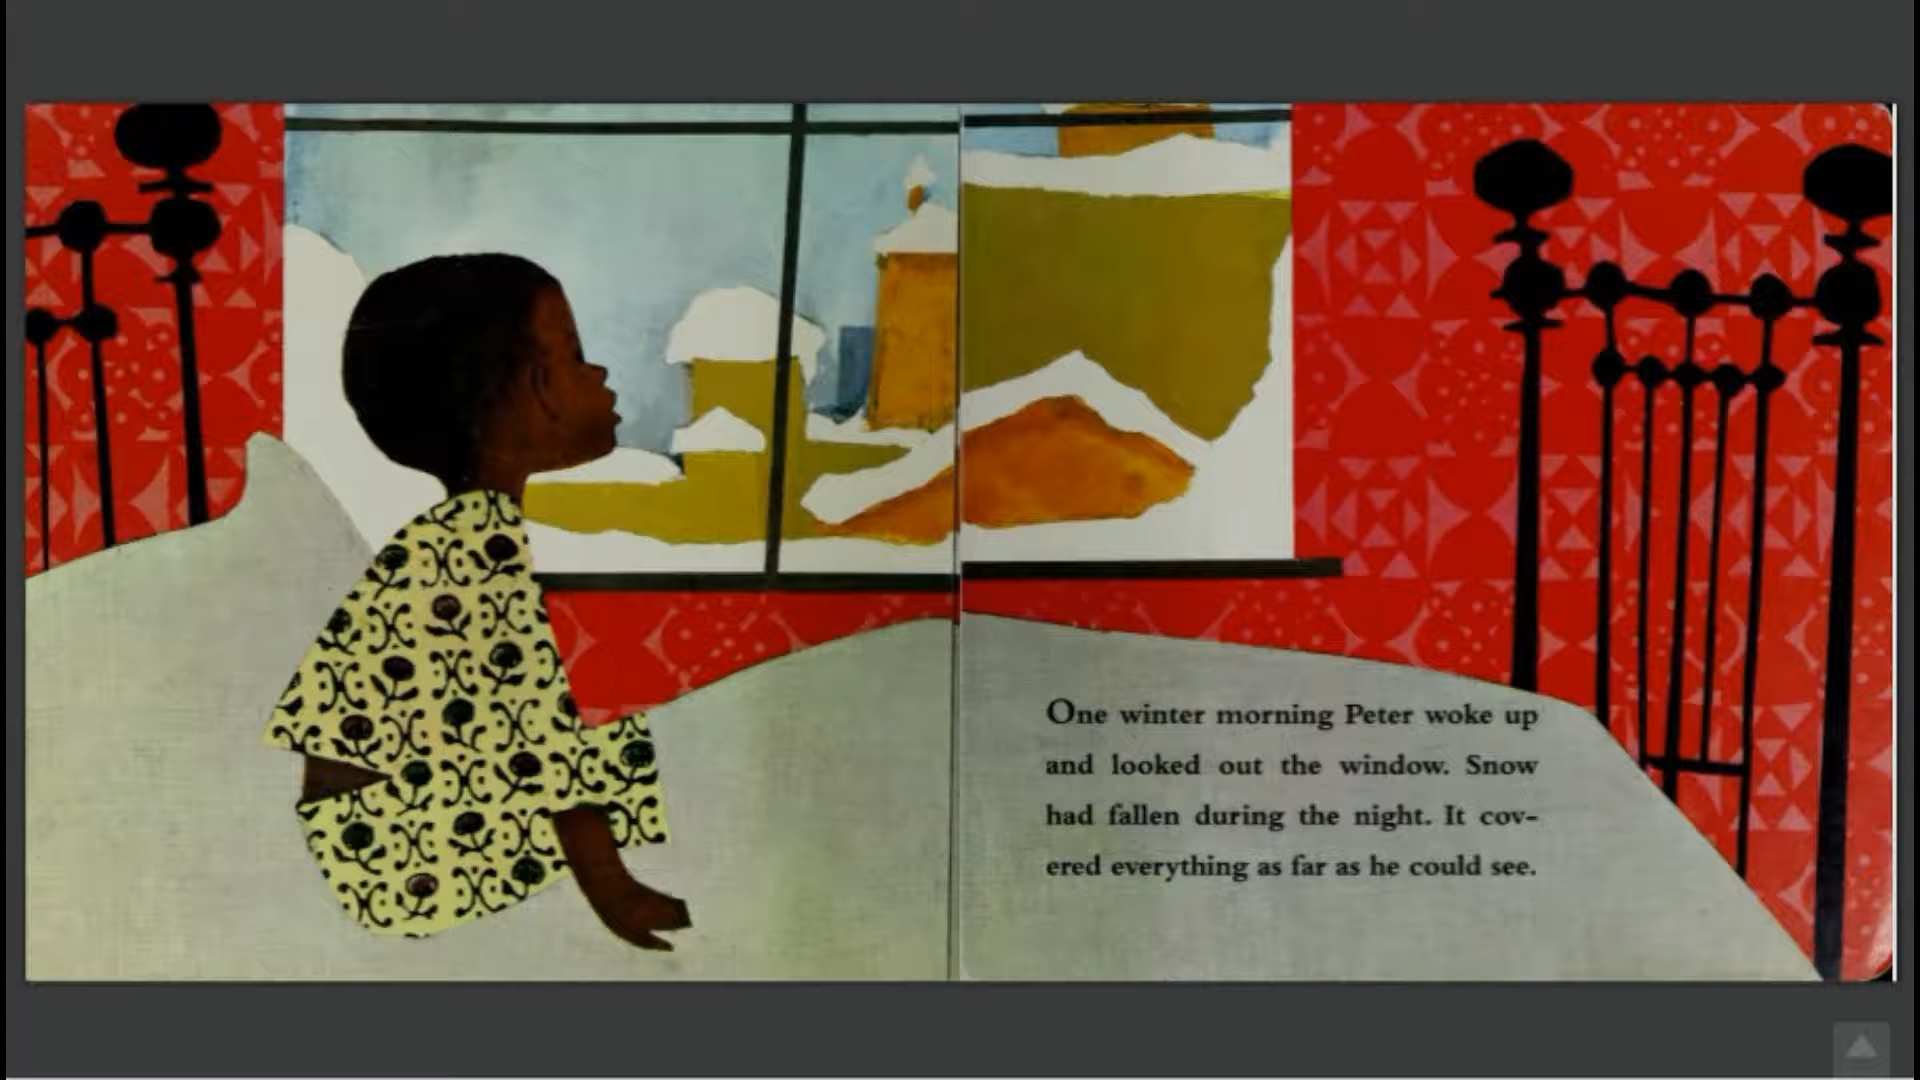 One winter morning Peter woke up
and looked out the window. Snow
had fallen during the night. It cov-
ered everything as far as he could see.